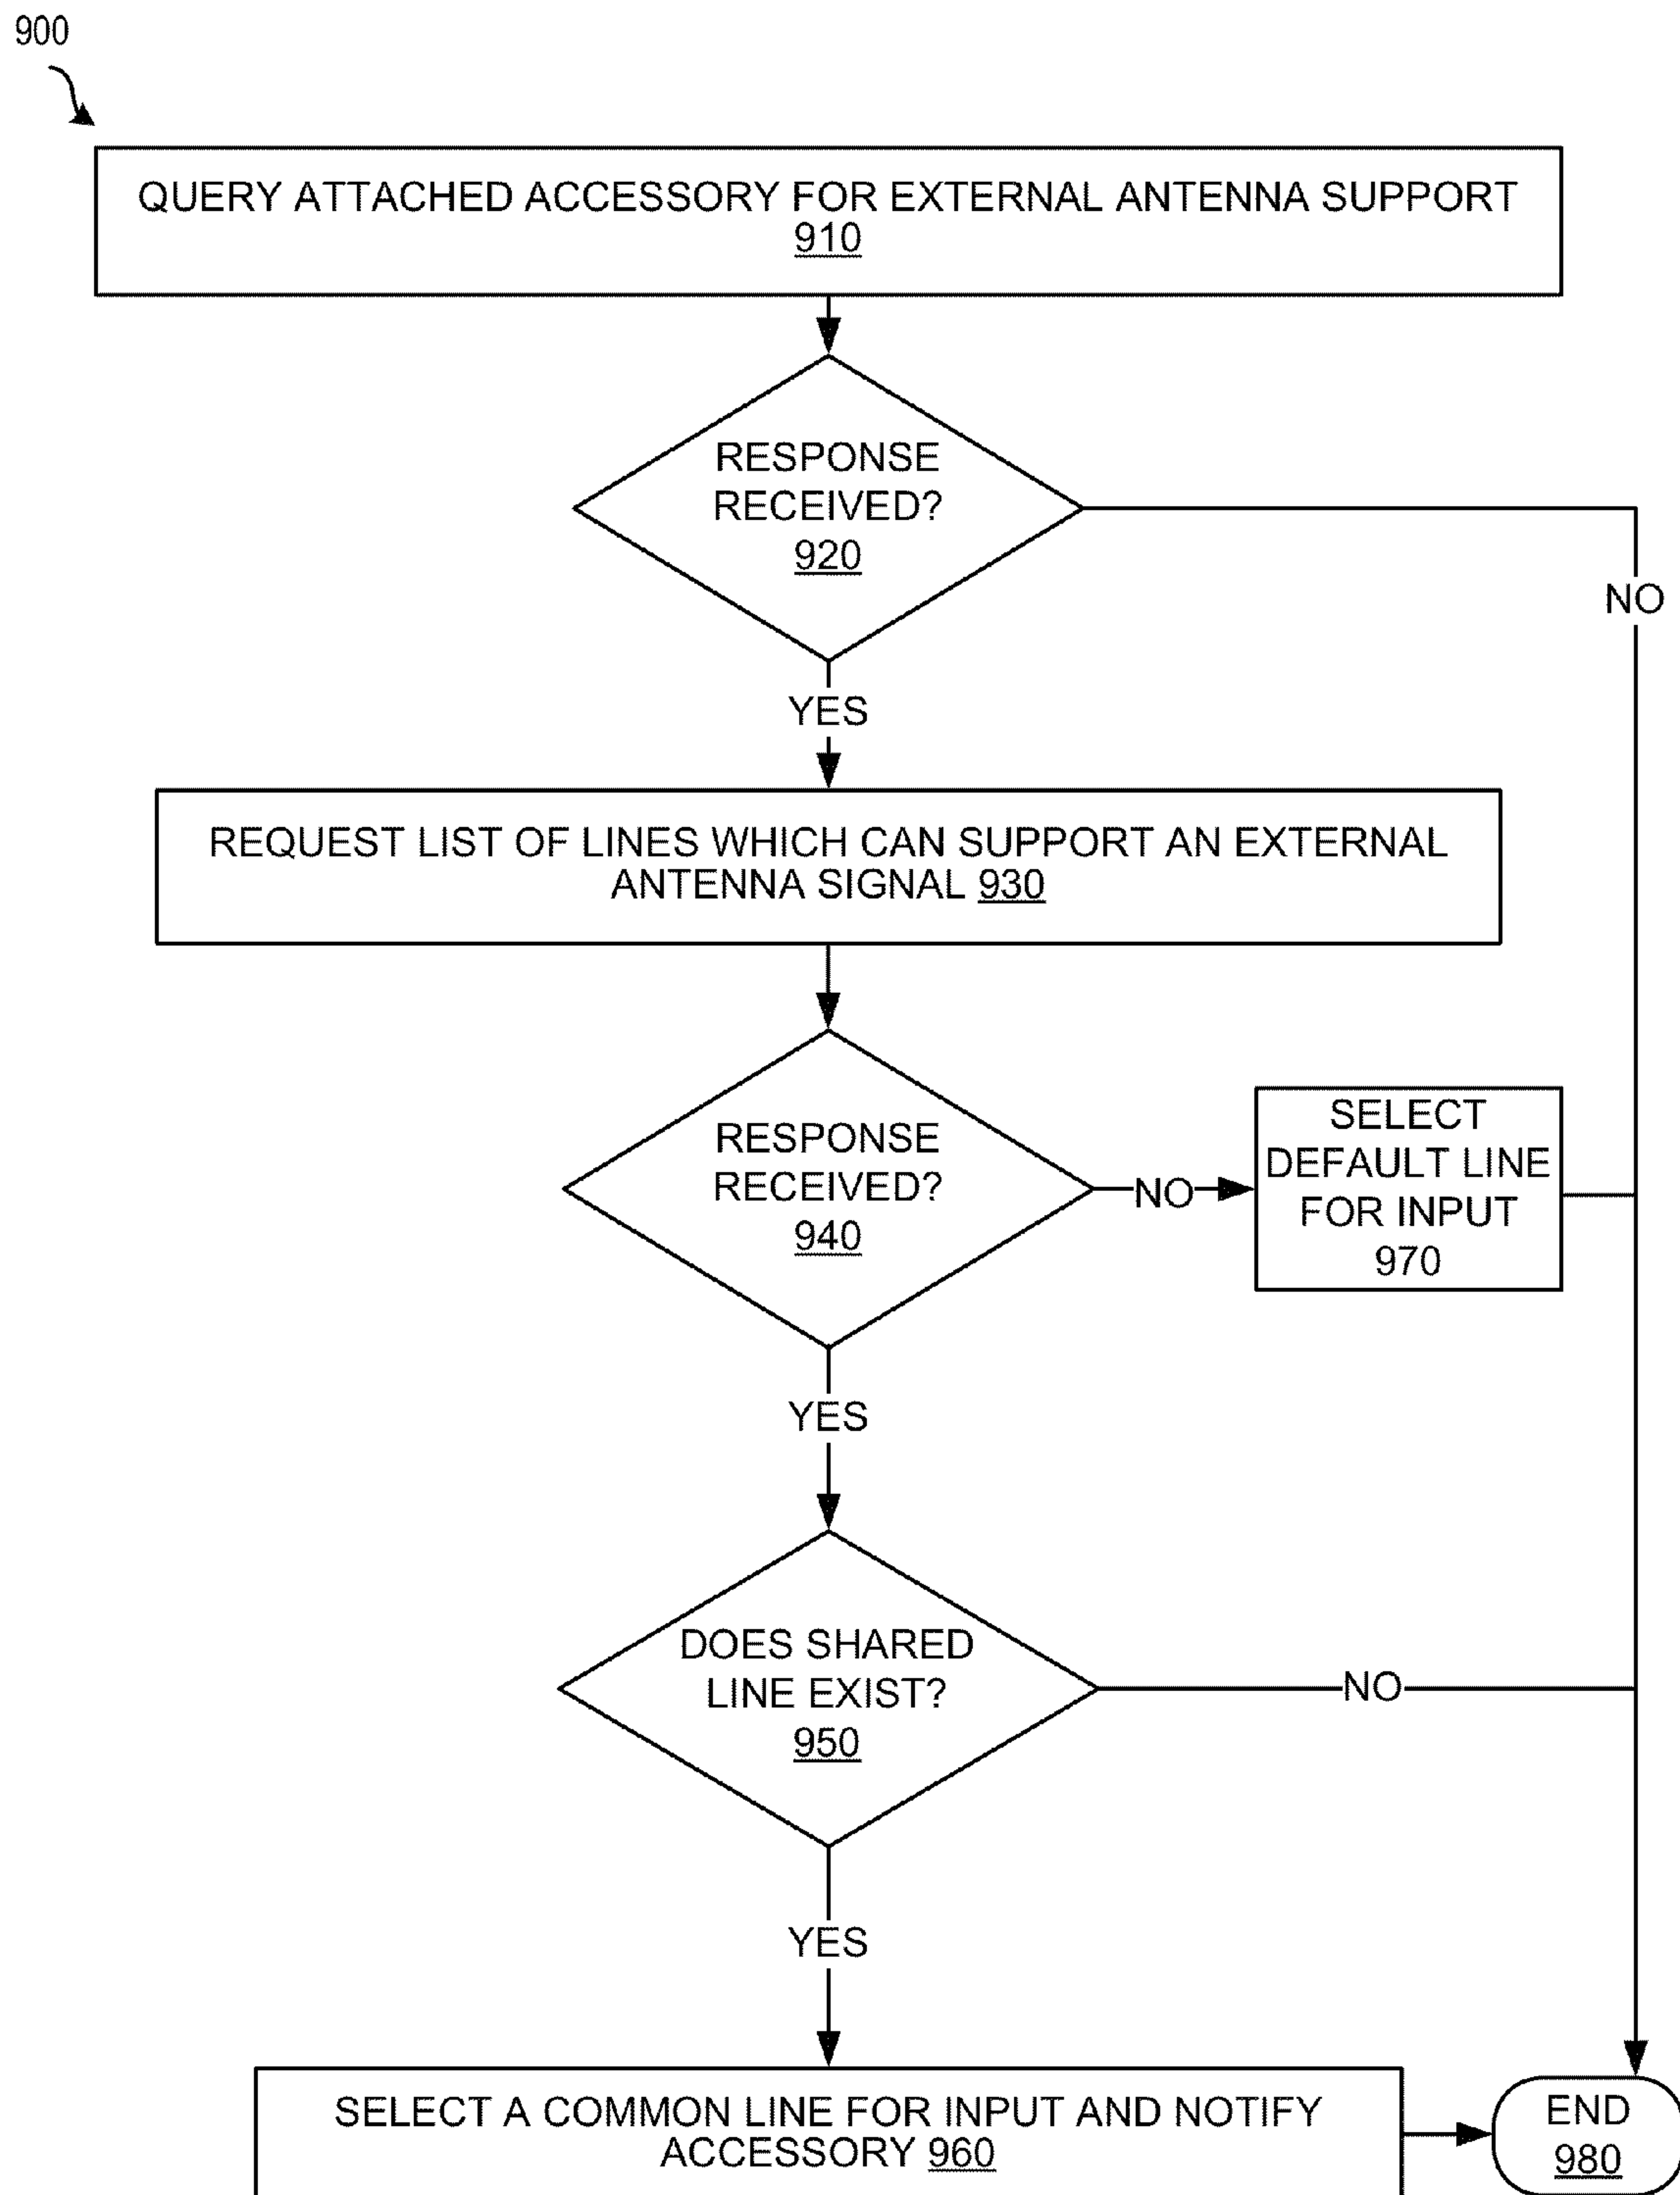 900
QUERY ATTACHED ACCESSORY FOR EXTERNAL ANTENNA SUPPORT
910
RESPONSE
RECEIVED?
920
NO
YES
REQUEST LIST OF LINES WHICH CAN SUPPORT AN EXTERNAL
ANTENNA SIGNAL 930
RESPONSE
RECEIVED?
940
NO
SELECT
DEFAULT LINE
FOR INPUT
970
YES
DOES SHARED
LINE EXIST?
950
NO
YES
SELECT A COMMON LINE FOR INPUT AND NOTIFY
ACCESSORY 960
END
980